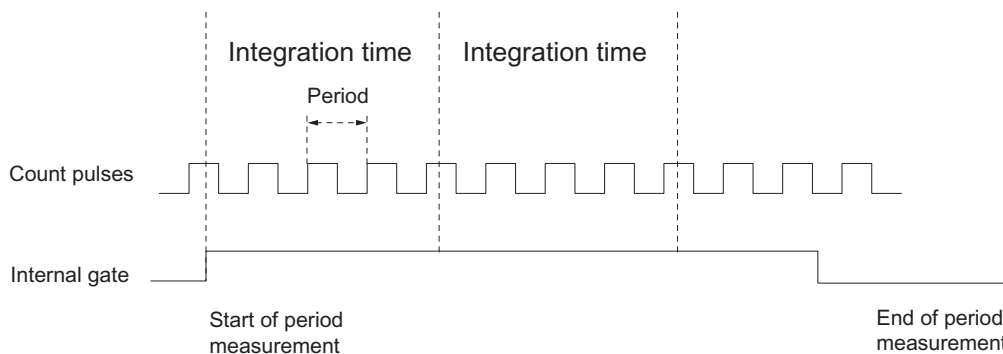 Integration time
Integration time
Period
Count pulses
Internal gate
Start of period
measurement
End of period
measurement